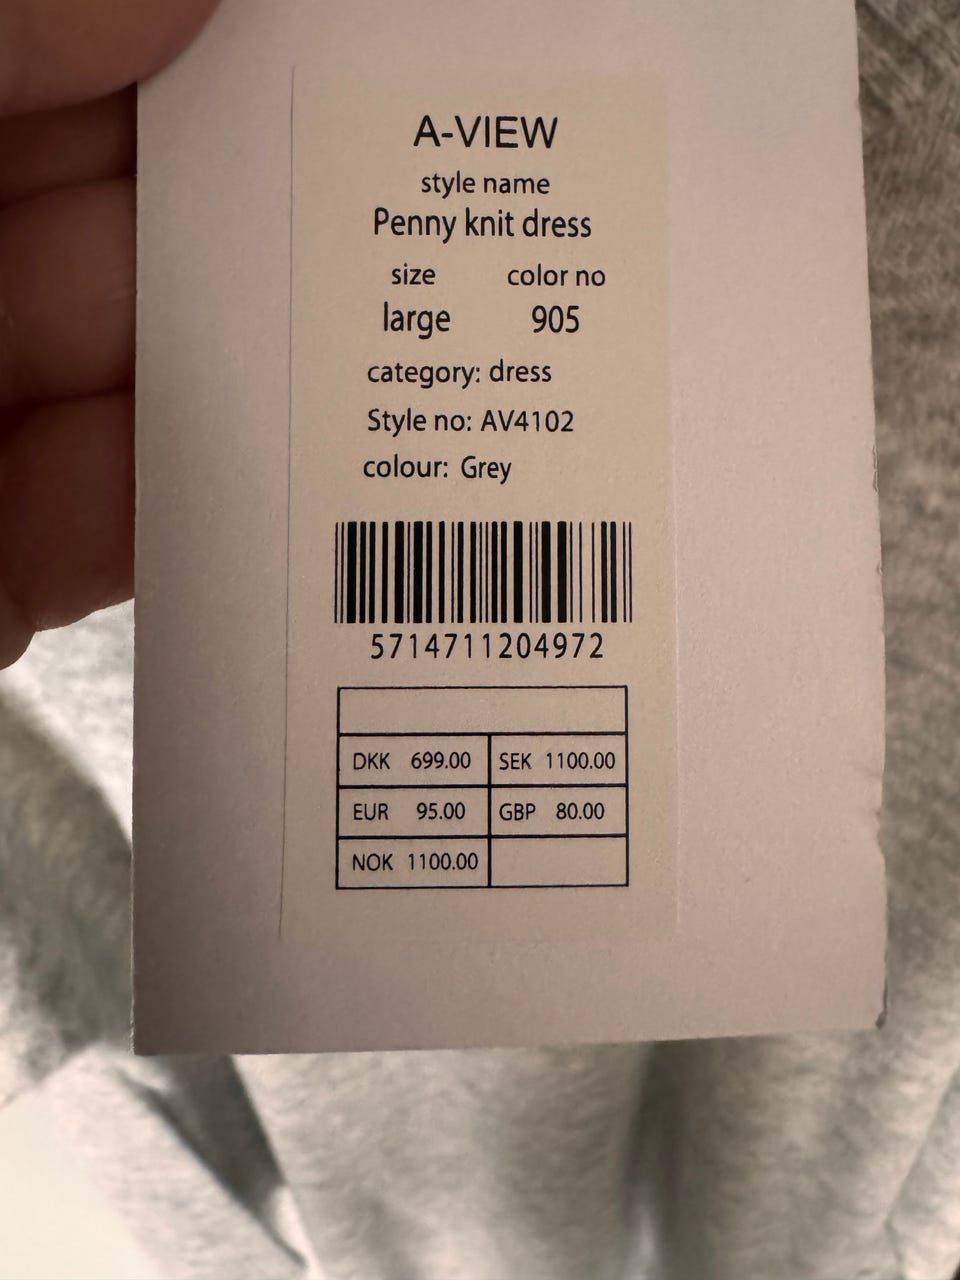 A-VIEW
style name
Penny knit dress
size color no
large 905
category: dress
Style no: AV4102
colour: Grey
5714711204972
DKK 699.00 SEK 1100.00
EUR 95.00 GBP 80.00
NOK 1100.00